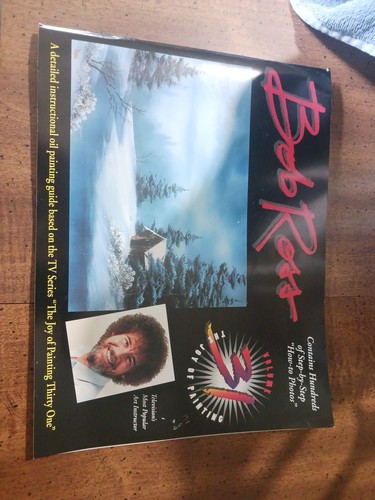 Bob Ross
Contains Hundreds
of Step-by-Step
"How-to Photos"
VOLUME
31
THE
JOY OF PAINTING
Television's
Most Popular
Art Instructor
A detailed instructional oil painting guide based on the TV Series "The Joy of Painting Thirty One"